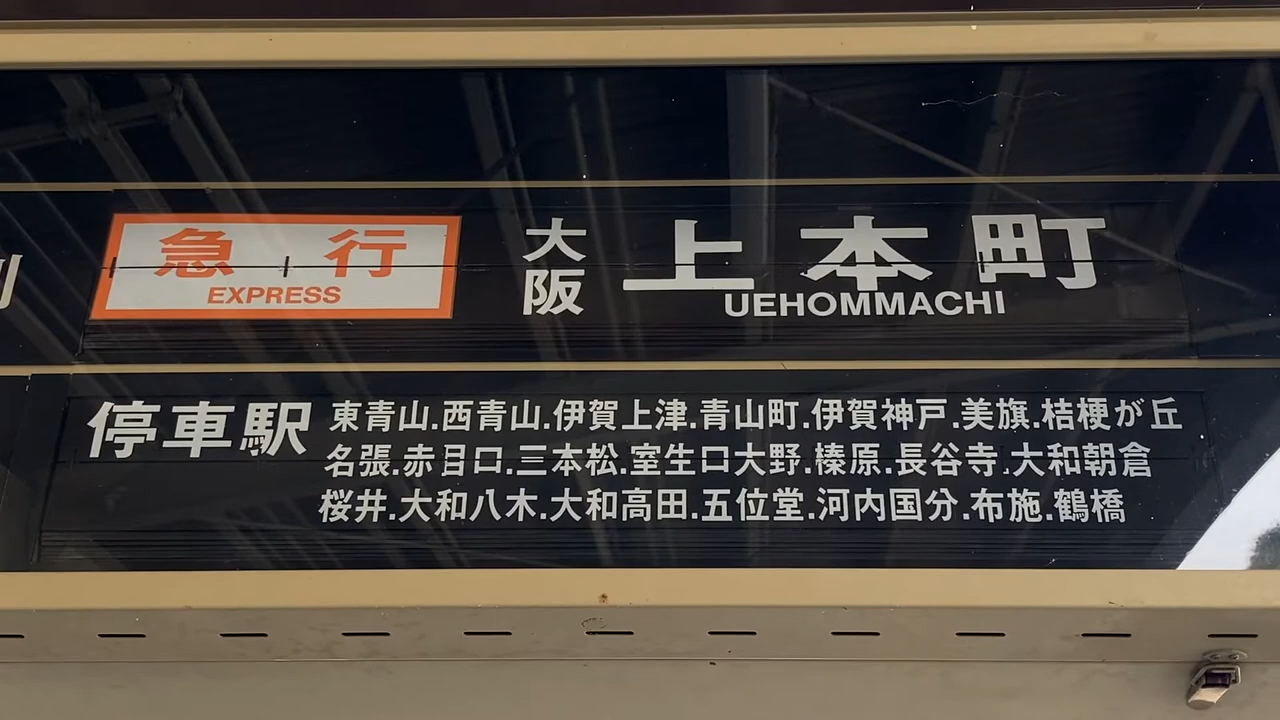 急行
EXPRESS
大阪
上本町
UEHOMMACHI
停車駅
東青山.西青山.伊賀上津.青山町.伊賀神戸.美旗.桔梗が丘
名張.赤目口.三本松.室生口大野.榛原.長谷寺.大和朝倉
桜井.大和八木.大和高田.五位堂.河内国分.布施.鶴橋